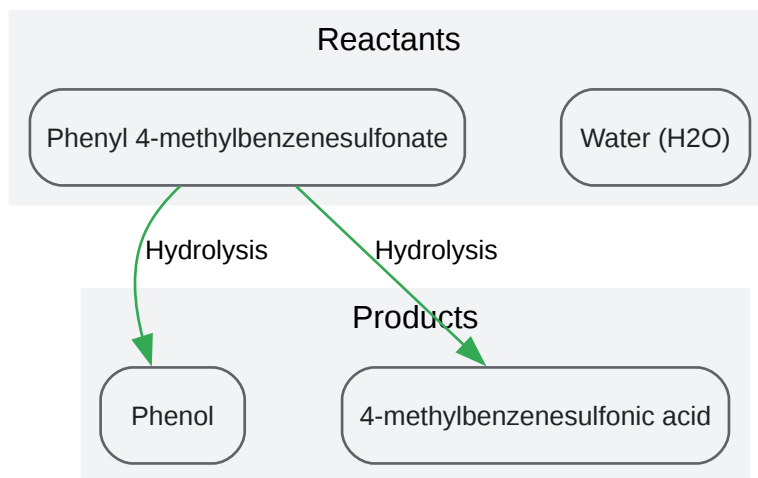 Reactants
Phenyl 4-methylbenzenesulfonate
Water (H2O)
Hydrolysis
Hydrolysis
Products
Phenol
4-methylbenzenesulfonic acid